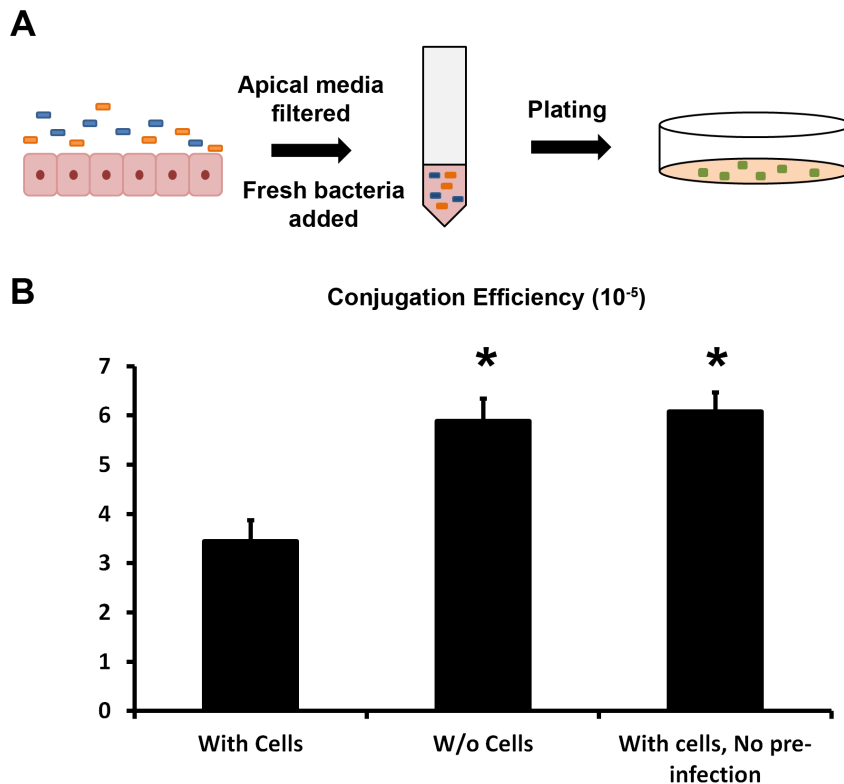 A
Apical media
filtered
Fresh bacteria
added
Plating
B
Conjugation Efficiency (10⁻⁵)
7
6
5
4
3
2
1
0
*
*
With Cells
W/o Cells
With cells, No pre-
infection